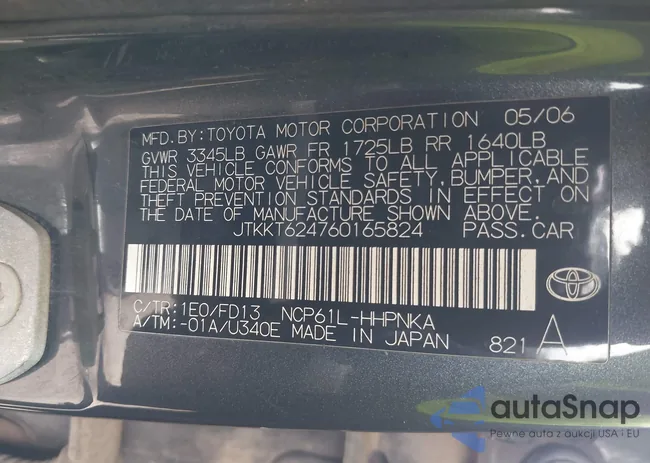 MFD.BY:TOYOTA MOTOR CORPORATION 05/06
GVWR 3345LB GAWR FR 1725LB RR 1640LB
THIS VEHICLE CONFORMS TO ALL APPLICABLE
FEDERAL MOTOR VEHICLE SAFETY,BUMPER,AND
THEFT PREVENTION STANDARDS IN EFFECT ON
THE DATE OF MANUFACTURE SHOWN ABOVE.
JTKKT624760165824 PASS.CAR
C/TR:1E0/FD13 NCP61L-HHPNKA
A/TM:-01A/U340E MADE IN JAPAN 821 A
autaSnap
Pewne auta z aukcji USA i EU